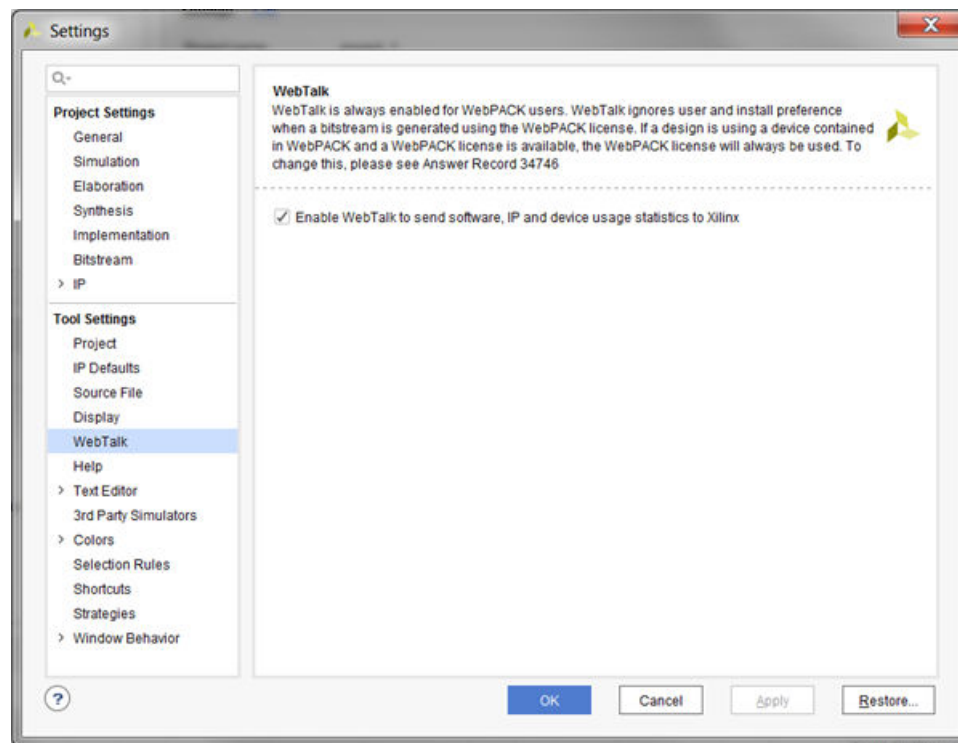 Settings
Project Settings
General
Simulation
Elaboration
Synthesis
Implementation
Bitstream
> IP
Tool Settings
Project
IP Defaults
Source File
Display
WebTalk
Help
> Text Editor
3rd Party Simulators
> Colors
Selection Rules
Shortcuts
Strategies
> Window Behavior
WebTalk
WebTalk is always enabled for WebPACK users. WebTalk ignores user and install preference
when a bitstream is generated using the WebPACK license. If a design is using a device contained
in WebPACK and a WebPACK license is available, the WebPACK license will always be used. To
change this, please see Answer Record 34746
Enable WebTalk to send software, IP and device usage statistics to Xilinx
?
OK
Cancel
Apply
Restore...